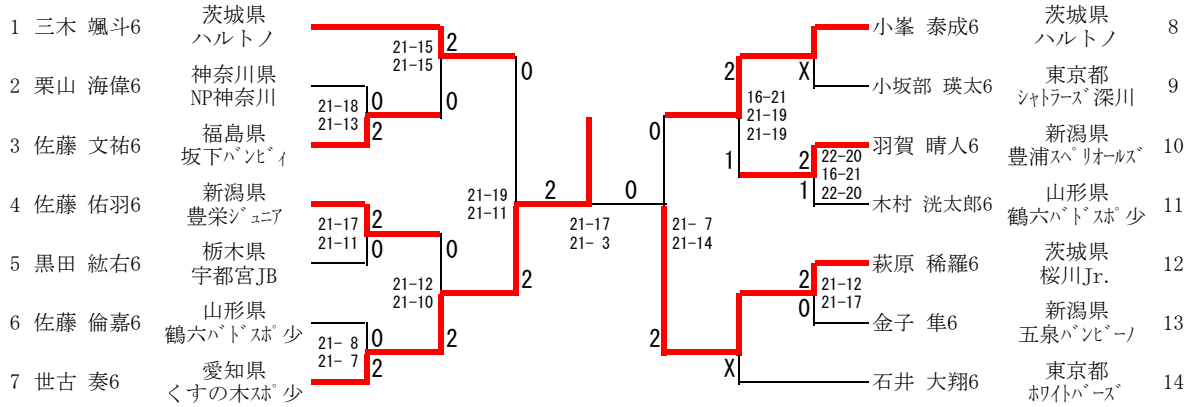 1 三木 颯斗6 茨城県
ハルトノ
2 栗山 海偉6 神奈川県
NP神奈川
3 佐藤 文祐6 福島県
坂下バンビィ
4 佐藤 佑羽6 新潟県
豊栄ジュニア
5 黒田 紘右6 栃木県
宇都宮JB
6 佐藤 倫嘉6 山形県
鶴六バドスポ少
7 世古 奏6 愛知県
くすの木スポ少
21-15
21-15
2
0
21-18
21-13
0
2
0
21-17
21-11
2
0
0
21-12
21-10
21- 8
21- 7
0
2
2
21-19
21-11
2
2
21-17
21- 3
0
0
21- 7
21-14
2
2
16-21
21-19
21-19
1
X
2
22-20
16-21
22-20
1
2
21-12
21-17
0
X
小峯 泰成6 茨城県 8
ハルトノ
小坂部 瑛太6 東京都 9
シャトラーズ深川
羽賀 晴人6 新潟県 10
豊浦スペリオールズ
木村 洸太郎6 山形県 11
鶴六バドスポ少
萩原 稀羅6 茨城県 12
桜川Jr.
金子 隼6 新潟県 13
五泉バンビーノ
石井 大翔6 東京都 14
ホワイトバーズ